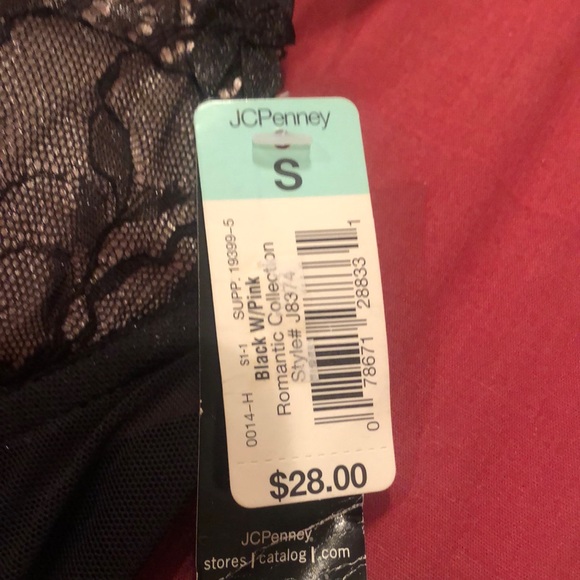 JCPenney
S
0014-H S1-1 SUPP. 19399-5
Black W/Pink
Romantic Collection
Style# J8374
0 78671 28833 1
$28.00
JCPenney
stores | catalog | .com